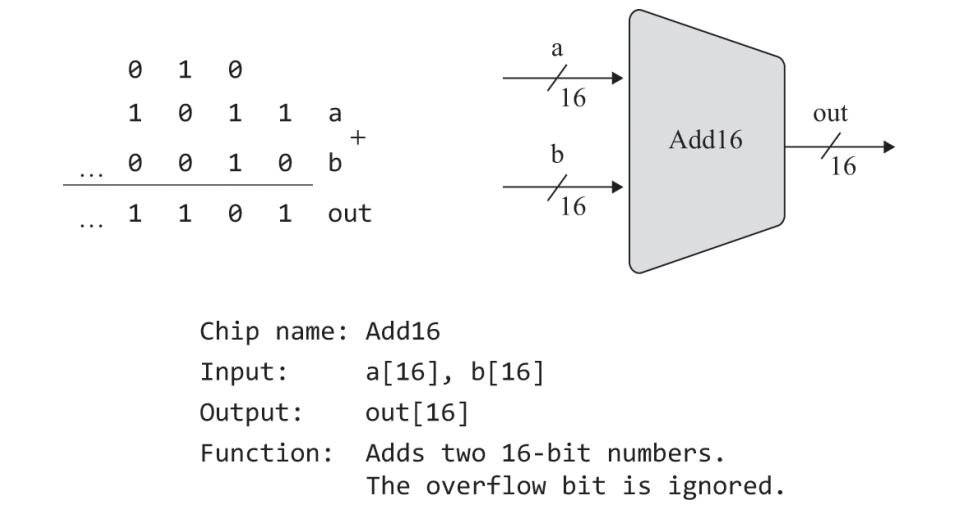 0 1 0
1 0 1 1 a
+
... 0 0 1 0 b
... 1 1 0 1 out
a
16
b
16
Add16
out
16
Chip name: Add16
Input: a[16], b[16]
Output: out[16]
Function: Adds two 16-bit numbers.
The overflow bit is ignored.